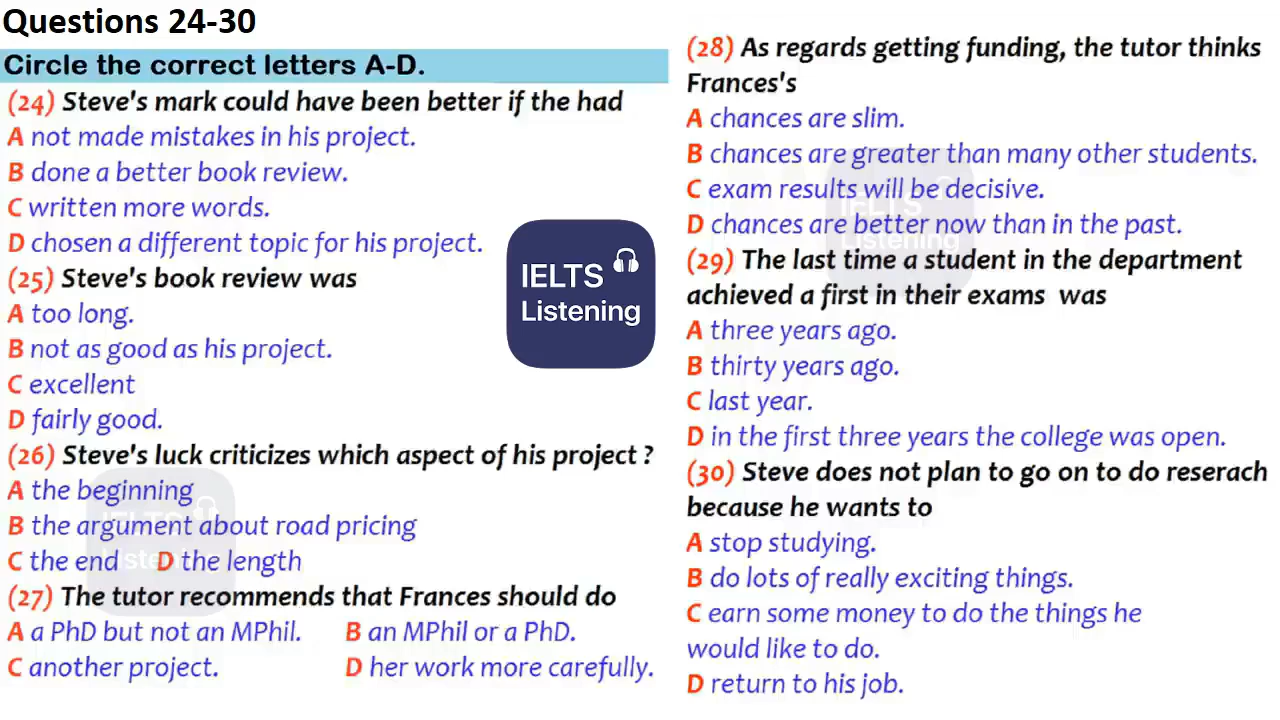 Questions 24-30
Circle the correct letters A-D.
(24) Steve's mark could have been better if the had
A not made mistakes in his project.
B done a better book review.
C written more words.
D chosen a different topic for his project.
(25) Steve's book review was
A too long.
B not as good as his project.
C excellent
D fairly good.
(26) Steve's luck criticizes which aspect of his project ?
A the beginning
B the argument about road pricing
C the end D the length
(27) The tutor recommends that Frances should do
A a PhD but not an MPhil. B an MPhil or a PhD.
C another project. D her work more carefully.
IELTS
Listening
(28) As regards getting funding, the tutor thinks
Frances's
A chances are slim.
B chances are greater than many other students.
C exam results will be decisive.
D chances are better now than in the past.
(29) The last time a student in the department
achieved a first in their exams was
A three years ago.
B thirty years ago.
C last year.
D in the first three years the college was open.
(30) Steve does not plan to go on to do reserach
because he wants to
A stop studying.
B do lots of really exciting things.
C earn some money to do the things he
would like to do.
D return to his job.
IELTS
Listening
IELTS
Listening